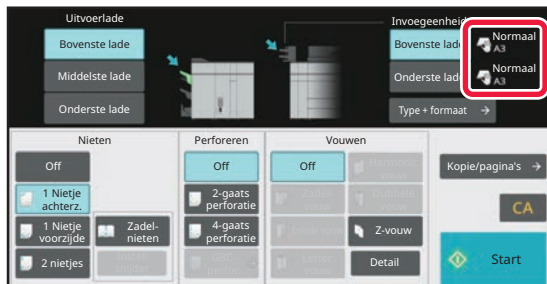 Uitvoerlade
Invoegeenheid
Bovenste lade
Middelste lade
Onderste lade
Bovenste lade
Normaal
A3
Onderste lade
Normaal
A3
Type + formaat
Nieten
Off
1 Nietje
achterz.
1 Nietje
voorzijde
2 nietjes
Zadel-
nieten
Perforeren
Off
2-gaats
perforatie
4-gaats
perforatie
Vouwen
Off
Z-vouw
Detail
Kopie/pagina's
CA
Start